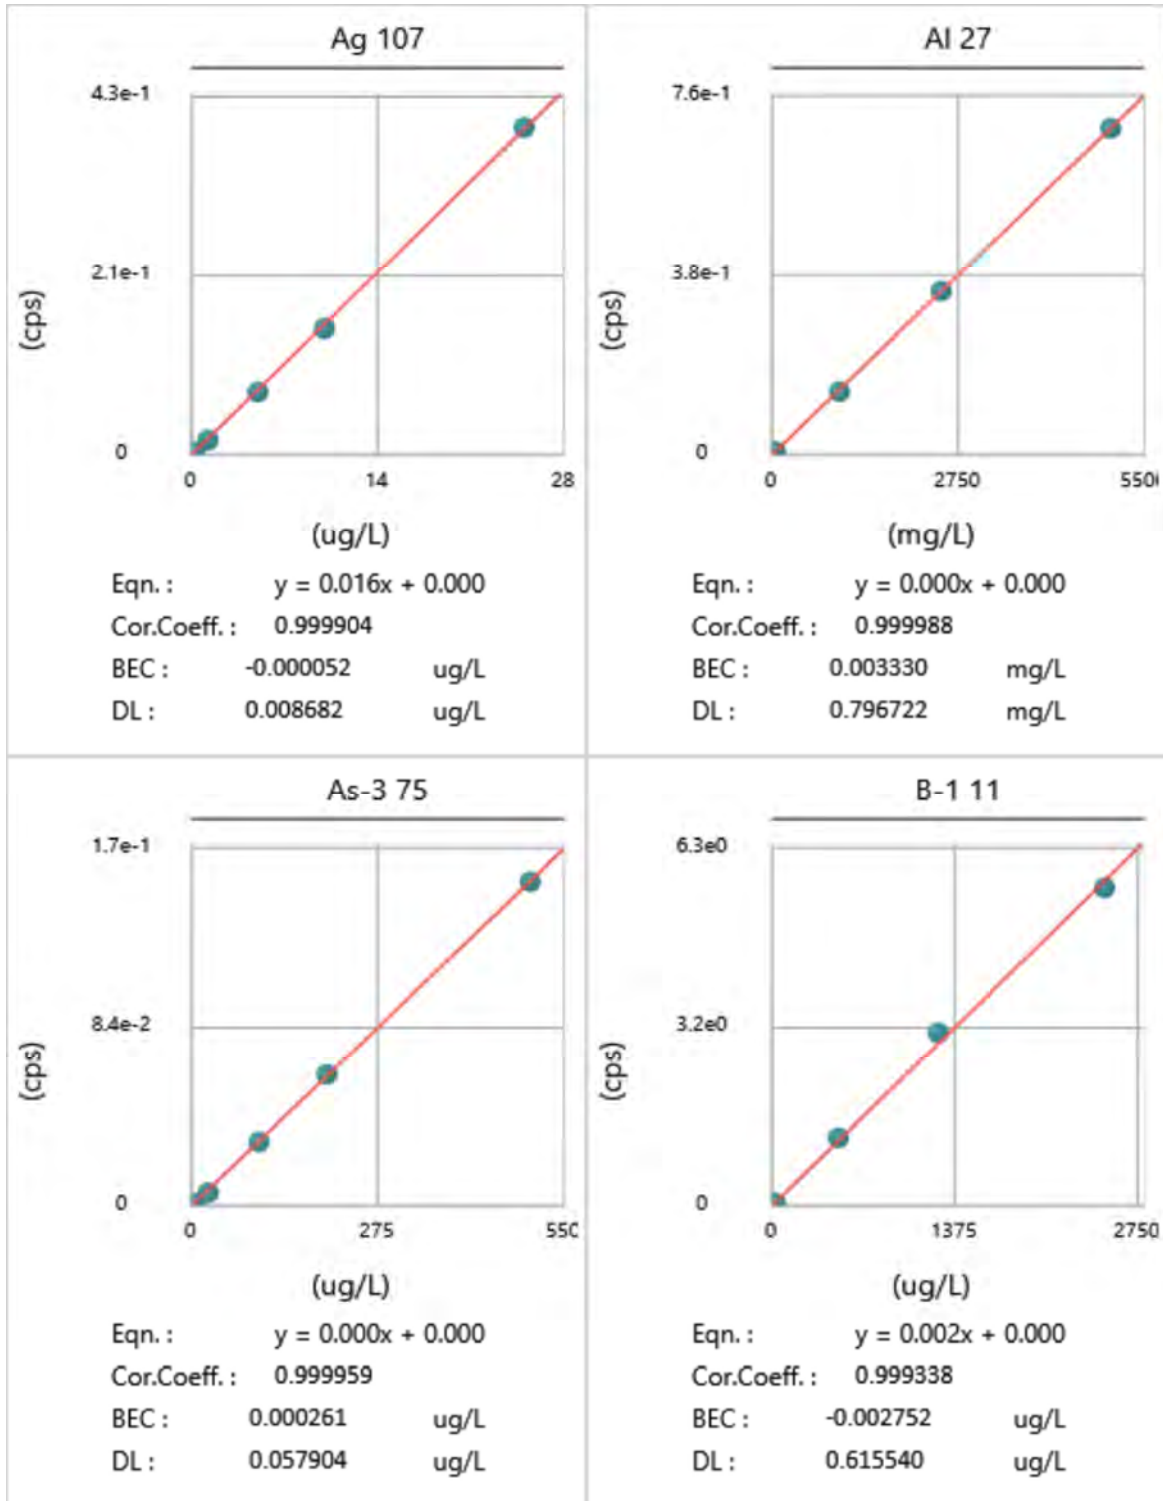 Ag 107
4.3e-1
2.1e-1
0
(cps)
0 14 28
(ug/L)
Eqn. : y = 0.016x + 0.000
Cor.Coeff. : 0.999904
BEC : -0.000052 ug/L
DL : 0.008682 ug/L
Al 27
7.6e-1
3.8e-1
0
(cps)
0 2750 550
(mg/L)
Eqn. : y = 0.000x + 0.000
Cor.Coeff. : 0.999988
BEC : 0.003330 mg/L
DL : 0.796722 mg/L
As-3 75
1.7e-1
8.4e-2
0
(cps)
0 275 550
(ug/L)
Eqn. : y = 0.000x + 0.000
Cor.Coeff. : 0.999959
BEC : 0.000261 ug/L
DL : 0.057904 ug/L
B-1 11
6.3e0
3.2e0
0
(cps)
0 1375 2750
(ug/L)
Eqn. : y = 0.002x + 0.000
Cor.Coeff. : 0.999338
BEC : -0.002752 ug/L
DL : 0.615540 ug/L